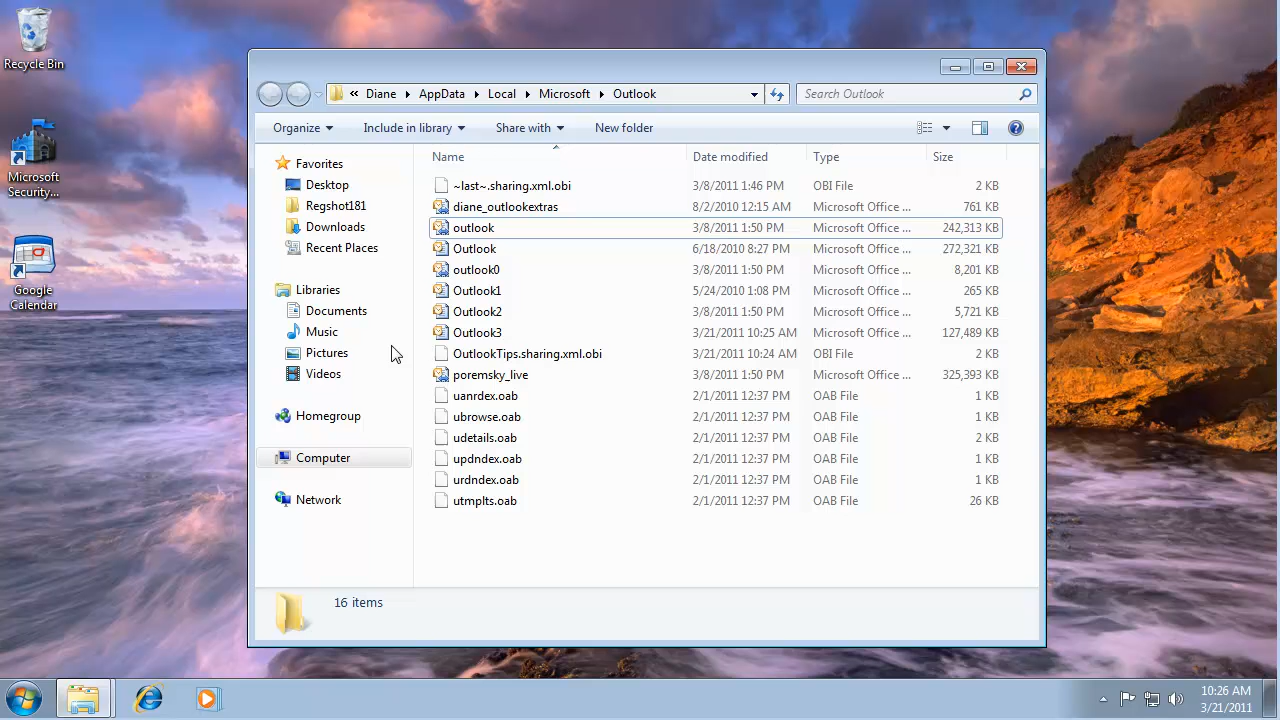 Recycle Bin
Microsoft
Security...
Google
Calendar
« Diane AppData Local Microsoft Outlook
Search Outlook
Organize Include in library Share with New folder
Favorites
Desktop
Regshot181
Downloads
Recent Places
Libraries
Documents
Music
Pictures
Videos
Homegroup
Computer
Network
Name Date modified Type Size
~last~.sharing.xml.obi 3/8/2011 1:46 PM OBI File 2 KB
diane_outlookextras 8/2/2010 12:15 AM Microsoft Office ... 761 KB
outlook 3/8/2011 1:50 PM Microsoft Office ... 242,313 KB
Outlook 6/18/2010 8:27 PM Microsoft Office ... 272,321 KB
outlook0 3/8/2011 1:50 PM Microsoft Office ... 8,201 KB
Outlook1 5/24/2010 1:08 PM Microsoft Office ... 265 KB
Outlook2 3/8/2011 1:50 PM Microsoft Office ... 5,721 KB
Outlook3 3/21/2011 10:25 AM Microsoft Office ... 127,489 KB
OutlookTips.sharing.xml.obi 3/21/2011 10:24 AM OBI File 2 KB
poremsky_live 3/8/2011 1:50 PM Microsoft Office ... 325,393 KB
uanrdex.oab 2/1/2011 12:37 PM OAB File 1 KB
ubrowse.oab 2/1/2011 12:37 PM OAB File 1 KB
udetails.oab 2/1/2011 12:37 PM OAB File 2 KB
updndex.oab 2/1/2011 12:37 PM OAB File 1 KB
urdndex.oab 2/1/2011 12:37 PM OAB File 1 KB
utmplts.oab 2/1/2011 12:37 PM OAB File 26 KB
16 items
10:26 AM
3/21/2011